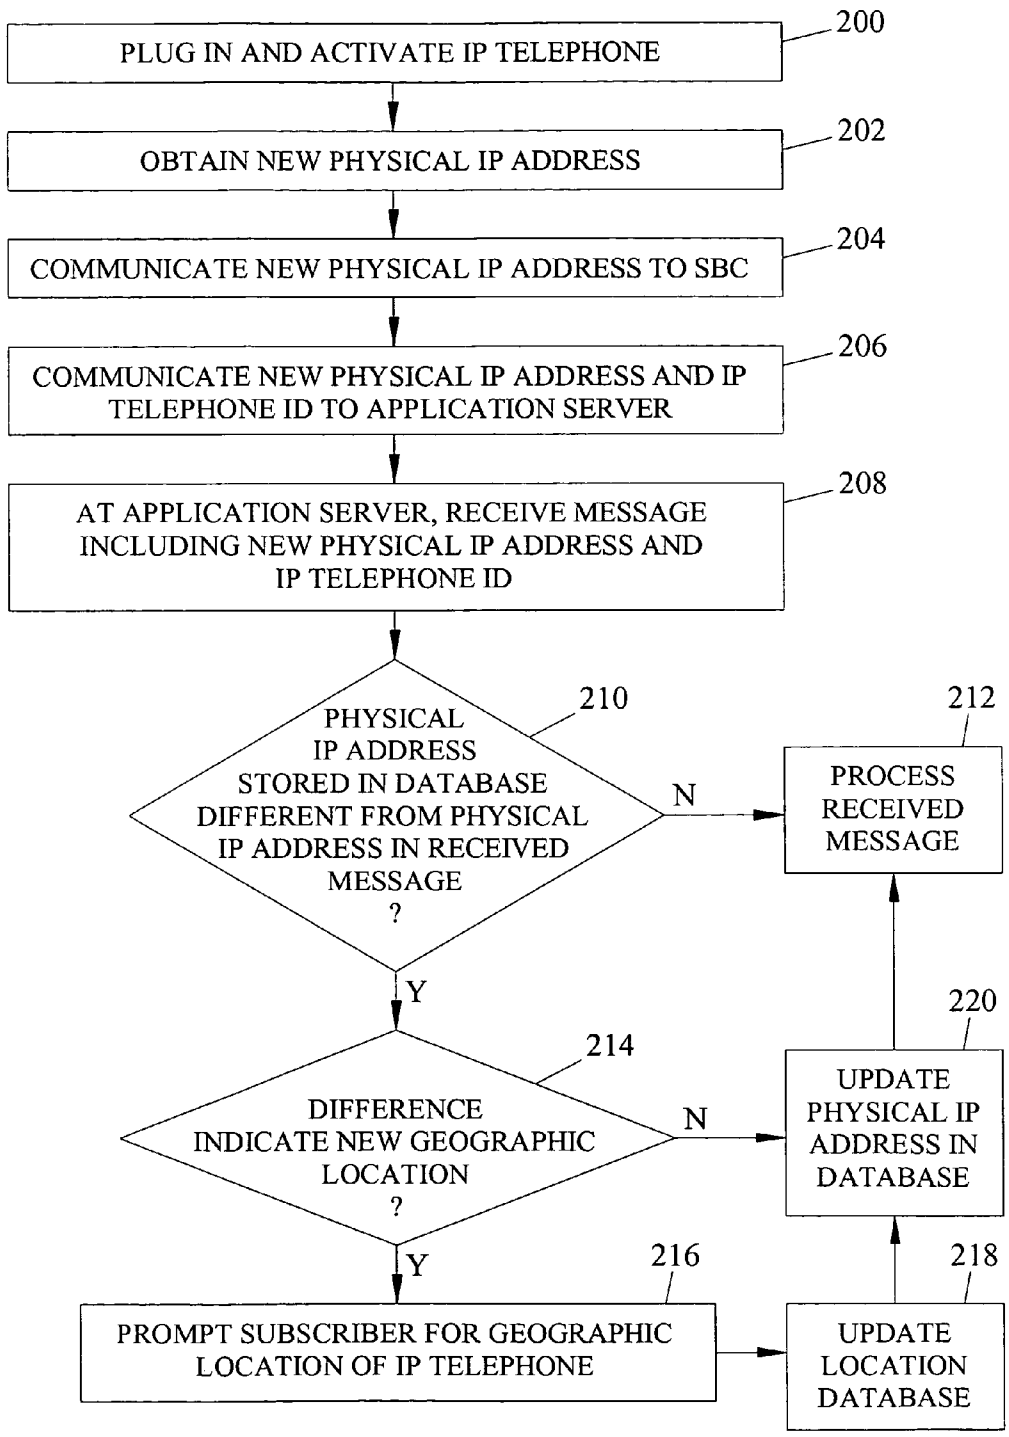 200
PLUG IN AND ACTIVATE IP TELEPHONE
202
OBTAIN NEW PHYSICAL IP ADDRESS
204
COMMUNICATE NEW PHYSICAL IP ADDRESS TO SBC
206
COMMUNICATE NEW PHYSICAL IP ADDRESS AND IP
TELEPHONE ID TO APPLICATION SERVER
208
AT APPLICATION SERVER, RECEIVE MESSAGE
INCLUDING NEW PHYSICAL IP ADDRESS AND
IP TELEPHONE ID
210
PHYSICAL
IP ADDRESS
STORED IN DATABASE
DIFFERENT FROM PHYSICAL
IP ADDRESS IN RECEIVED
MESSAGE
?
N
212
PROCESS
RECEIVED
MESSAGE
Y
214
DIFFERENCE
INDICATE NEW GEOGRAPHIC
LOCATION
?
N
220
UPDATE
PHYSICAL IP
ADDRESS IN
DATABASE
Y
216
PROMPT SUBSCRIBER FOR GEOGRAPHIC
LOCATION OF IP TELEPHONE
218
UPDATE
LOCATION
DATABASE